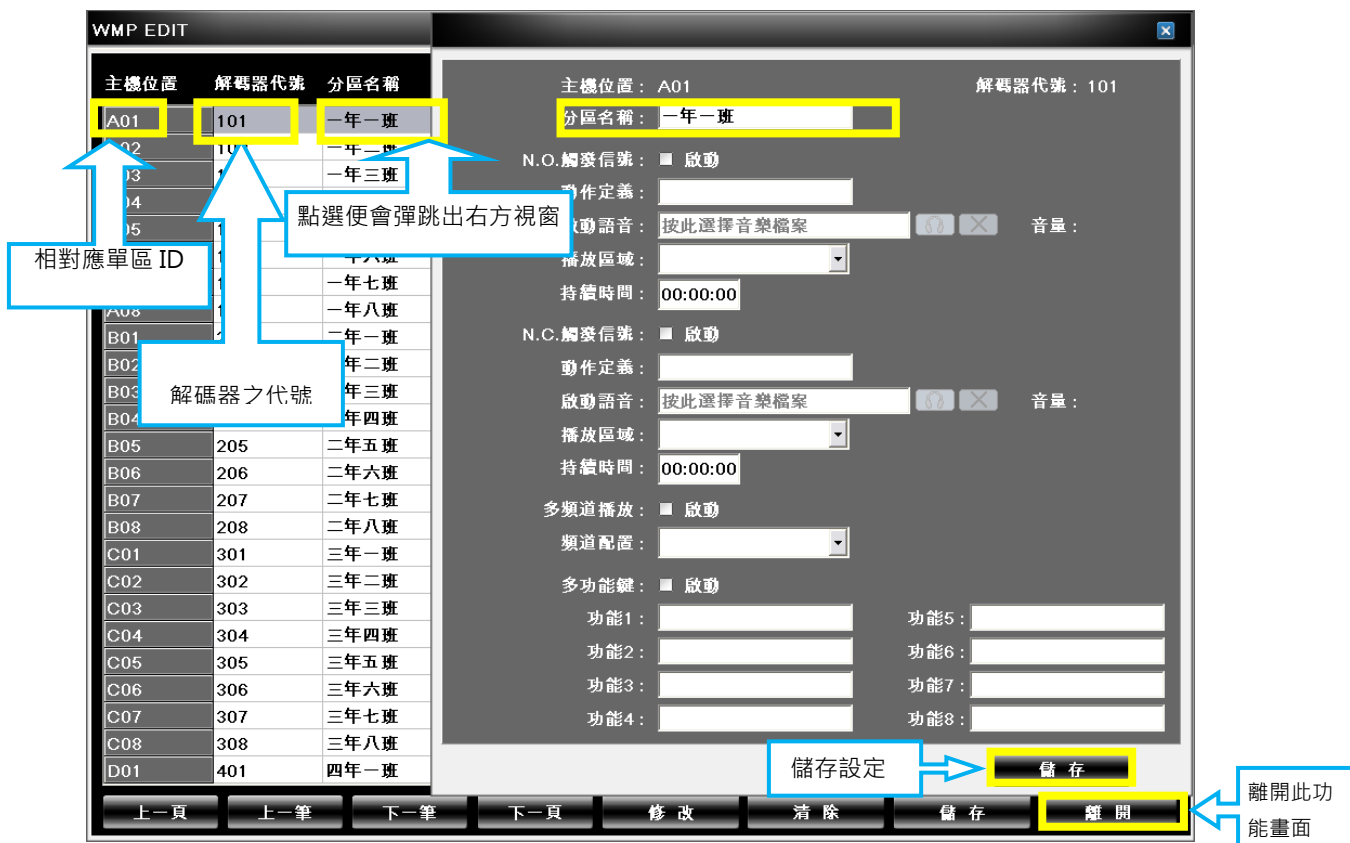 WMP EDIT
主機位置 解碼器代號 分區名稱
A01 101 一年一班
一年二班
一年三班
一年七班
A08 一年八班
B01 二年一班
B02 年二班
B03 年三班
B04 年四班
B05 205 二年五班
B06 206 二年六班
B07 207 二年七班
B08 208 二年八班
C01 301 三年一班
C02 302 三年二班
C03 303 三年三班
C04 304 三年四班
C05 305 三年五班
C06 306 三年六班
C07 307 三年七班
C08 308 三年八班
D01 401 四年一班
相對應單區 ID
解碼器之代號
點選便會彈跳出右方視窗
主機位置： A01 解碼器代號：101
分區名稱： 一年一班
N.O.觸發信號： 啟動
動作定義：
啟動語音： 按此選擇音樂檔案 音量：
播放區域：
持續時間： 00:00:00
N.C.觸發信號： 啟動
動作定義：
啟動語音： 按此選擇音樂檔案 音量：
播放區域：
持續時間： 00:00:00
多頻道播放： 啟動
頻道配置：
多功能鍵： 啟動
功能1： 功能5：
功能2： 功能6：
功能3： 功能7：
功能4： 功能8：
儲存設定
儲存
上一頁 上一筆 下一筆 下一頁 修改 清除 儲存 離開
離開此功
能畫面